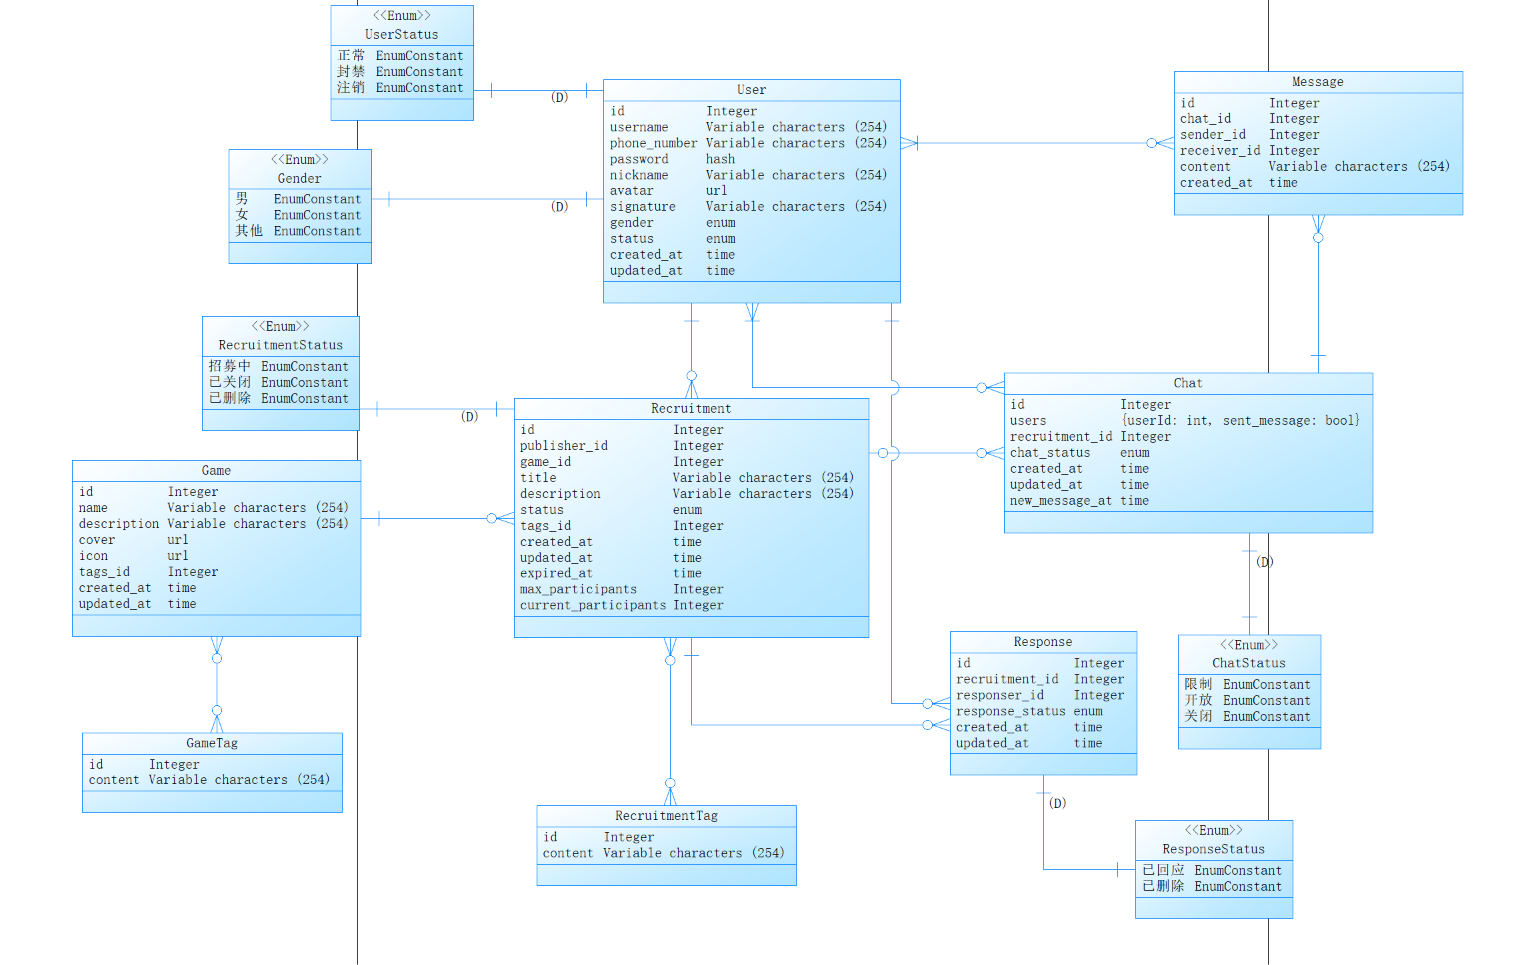 <<Enum>>
UserStatus
正常 EnumConstant
封禁 EnumConstant
注销 EnumConstant
(D)
User
id Integer
username Variable characters (254)
phone_number Variable characters (254)
password hash
nickname Variable characters (254)
avatar url
signature Variable characters (254)
gender enum
status enum
created_at time
updated_at time
Message
id Integer
chat_id Integer
sender_id Integer
receiver_id Integer
content Variable characters (254)
created_at time
<<Enum>>
Gender
男 EnumConstant
女 EnumConstant
其他 EnumConstant
(D)
<<Enum>>
RecruitmentStatus
招募中 EnumConstant
已关闭 EnumConstant
已删除 EnumConstant
(D)
Recruitment
id Integer
publisher_id Integer
game_id Integer
title Variable characters (254)
description Variable characters (254)
status enum
tags_id Integer
created_at time
updated_at time
expired_at time
max_participants Integer
current_participants Integer
Chat
id Integer
users {userId: int, sent_message: bool}
recruitment_id Integer
chat_status enum
created_at time
updated_at time
new_message_at time
(D)
Game
id Integer
name Variable characters (254)
description Variable characters (254)
cover url
icon url
tags_id Integer
created_at time
updated_at time
Response
id Integer
recruitment_id Integer
responser_id Integer
response_status enum
created_at time
updated_at time
(D)
<<Enum>>
ChatStatus
限制 EnumConstant
开放 EnumConstant
关闭 EnumConstant
GameTag
id Integer
content Variable characters (254)
RecruitmentTag
id Integer
content Variable characters (254)
<<Enum>>
ResponseStatus
已回应 EnumConstant
已删除 EnumConstant